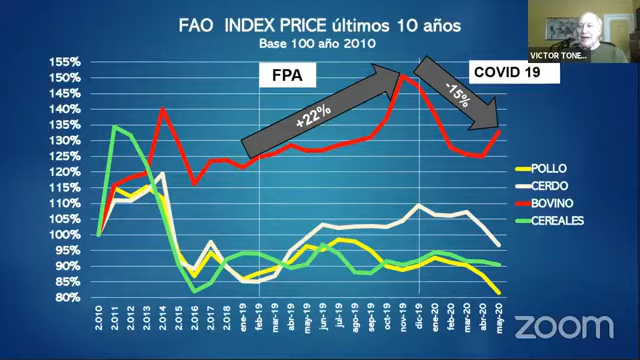 FAO INDEX PRICE últimos 10 años
Base 100 año 2010
VICTOR TONE...
155%
150%
145%
140%
135%
130%
125%
120%
115%
110%
105%
100%
95%
90%
85%
80%
FPA
+22%
-15%
COVID 19
POLLO
CERDO
BOVINO
CEREALES
2.010
2.011
2.012
2.013
2.014
2.015
2.016
2.017
2.018
ene-19
feb-19
mar-19
abr-19
may-19
jun-19
jul-19
ago-19
sep-19
oct-19
nov-19
dic-19
ene-20
feb-20
mar-20
abr-20
may-20
zoom